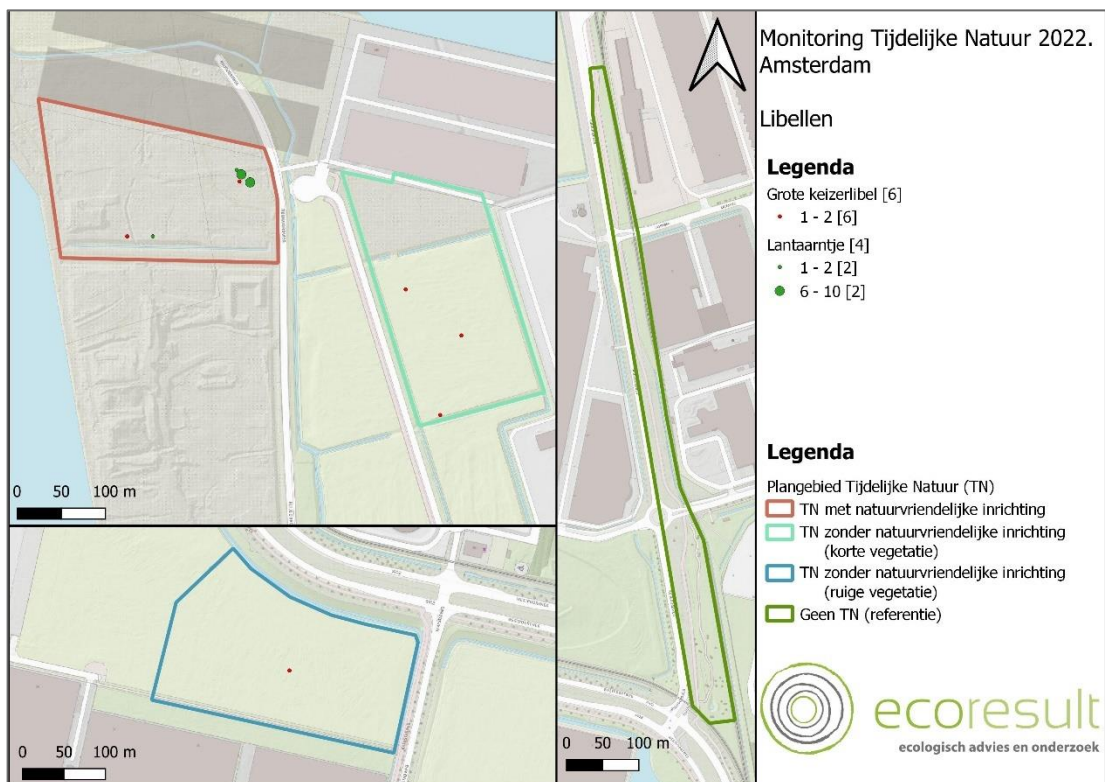 Monitoring Tijdelijke Natuur 2022.
Amsterdam
Libellen
Legenda
Grote keizerlibel [6]
1 - 2 [6]
Lantaarntje [4]
1 - 2 [2]
6 - 10 [2]
Legenda
Plangebied Tijdelijke Natuur (TN)
TN met natuurvriendelijke inrichting
TN zonder natuurvriendelijke inrichting
(korte vegetatie)
TN zonder natuurvriendelijke inrichting
(ruige vegetatie)
Geen TN (referentie)
ecoresult
ecologisch advies en onderzoek
0 50 100 m
0 50 100 m
0 50 100 m